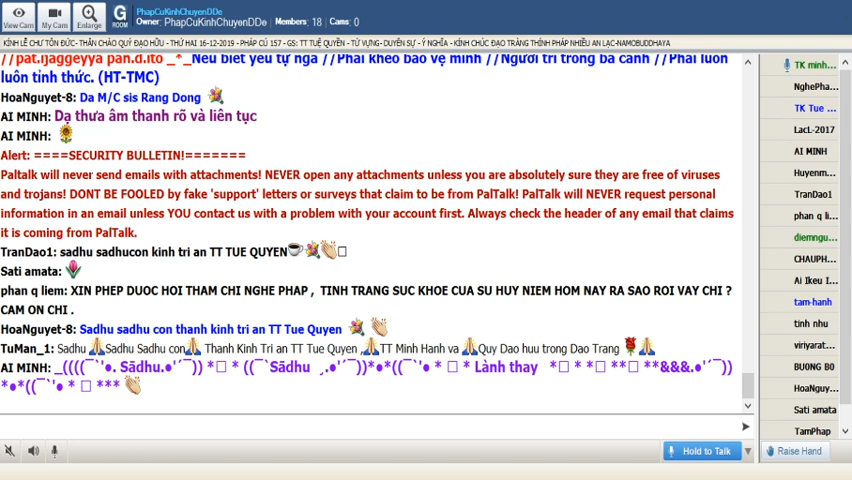 PhapCuKinhChuyenDDe
Owner: PhapCuKinhChuyenDDe Members: 18 Cams: 0
View Cam My Cam Enlarge G ROOM
KÍNH LỄ CHƯ TÔN ĐỨC- THÂN CHÀO QUÝ ĐẠO HỮU - THỨ HAI 16-12-2019 - PHÁP CÚ 157 - GS: TT TUỆ QUYỀN - TỪ VỰNG- DUYÊN SỰ - Ý NGHĨA - KÍNH CHÚC ĐẠO TRÀNG THÍNH PHÁP NHIỀU AN LẠC-NAMOBUDDHAYA
//pat.ijaggeyya pan.d.ito _*_Nếu biết yêu tự ngã //Phải khéo bảo vệ mình //Người trí trong ba canh //Phải luôn
luôn tỉnh thức. (HT-TMC)
HoaNguyet-8: Da M/C sis Rang Dong
AI MINH: Dạ thưa âm thanh rõ và liên tục
AI MINH:
Alert: ====SECURITY BULLETIN!=======
Paltalk will never send emails with attachments! NEVER open any attachments unless you are absolutely sure they are free of viruses
and trojans! DONT BE FOOLED by fake 'support' letters or surveys that claim to be from PalTalk! PalTalk will NEVER request personal
information in an email unless YOU contact us with a problem with your account first. Always check the header of any email that claims
it is coming from PalTalk.
TranDao1: sadhu sadhucon kinh tri an TT TUE QUYEN
Sati amata:
phan q liem: XIN PHEP DUOC HOI THAM CHI NGHE PHAP , TINH TRANG SUC KHOE CUA SU HUY NIEM HOM NAY RA SAO ROI VAY CHI ?
CAM ON CHI .
HoaNguyet-8: Sadhu sadhu con thanh kinh tri an TT Tue Quyen
TuMan_1: Sadhu Sadhu Sadhu con Thanh Kinh Tri an TT Tue Quyen , TT Minh Hanh va Quy Dao huu trong Dao Trang
AI MINH: _((((¯`'•. Sādhu.•'´¯)) *□ * ((¯`Sādhu ¸.•'´¯)*•*((¯`'• * □ * Lành thay *□ * *□ **□ **&&&.•'´¯))
*•*((¯`'• * □ ***
TK minh...
NghePha...
TK Tue ...
LacL-2017
AI MINH
Huyenm...
TranDao1
phan q li...
diemngu...
CHAUPH...
Ai Ikeu I...
tam-hanh
tinh nhu
viriyarat...
BU0NG B0
HoaNguy...
Sati amata
TamPhap
Hold to Talk
Raise Hand